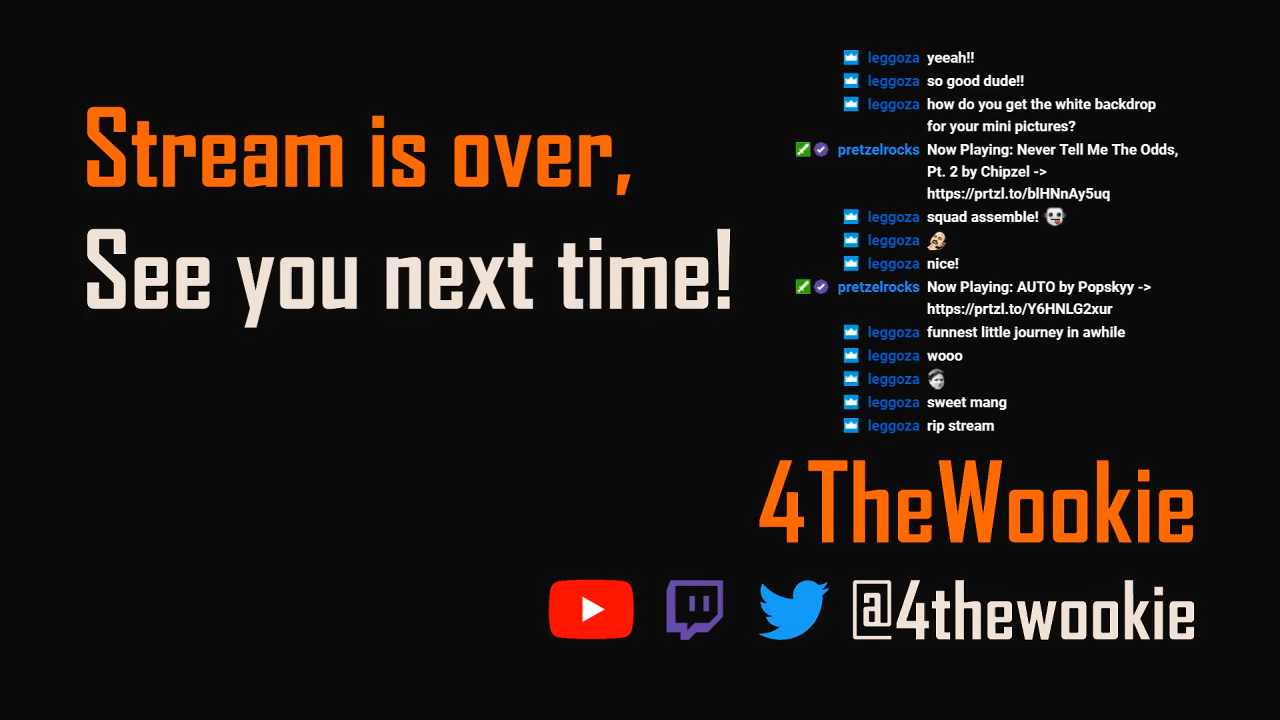 Stream is over,
See you next time!
leggoza yeeah!!
leggoza so good dude!!
leggoza how do you get the white backdrop
for your mini pictures?
pretzelrocks Now Playing: Never Tell Me The Odds,
Pt. 2 by Chipzel ->
https://prtzl.to/blHNnAy5uq
leggoza squad assemble!
leggoza
leggoza nice!
pretzelrocks Now Playing: AUTO by Popskyy ->
https://prtzl.to/Y6HNLG2xur
leggoza funnest little journey in awhile
leggoza wooo
leggoza
leggoza sweet mang
leggoza rip stream
4TheWookie
@4thewookie